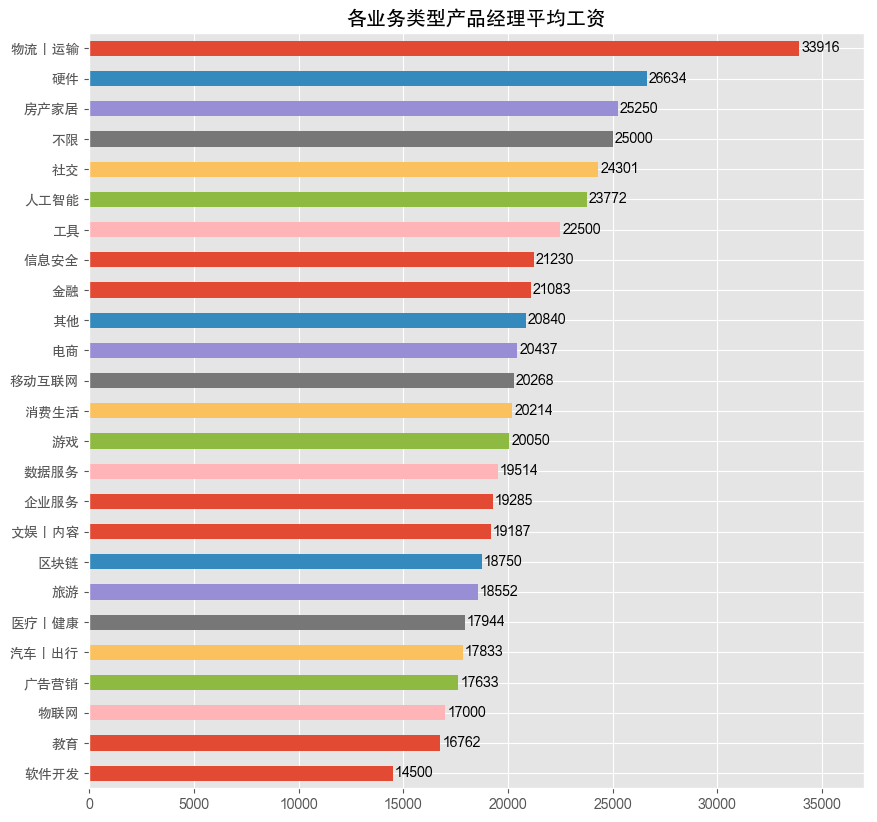 各业务类型产品经理平均工资
物流丨运输 33916
硬件 26634
房产家居 25250
不限 25000
社交 24301
人工智能 23772
工具 22500
信息安全 21230
金融 21083
其他 20840
电商 20437
移动互联网 20268
消费生活 20214
游戏 20050
数据服务 19514
企业服务 19285
文娱丨内容 19187
区块链 18750
旅游 18552
医疗丨健康 17944
汽车丨出行 17833
广告营销 17633
物联网 17000
教育 16762
软件开发 14500
0 5000 10000 15000 20000 25000 30000 35000